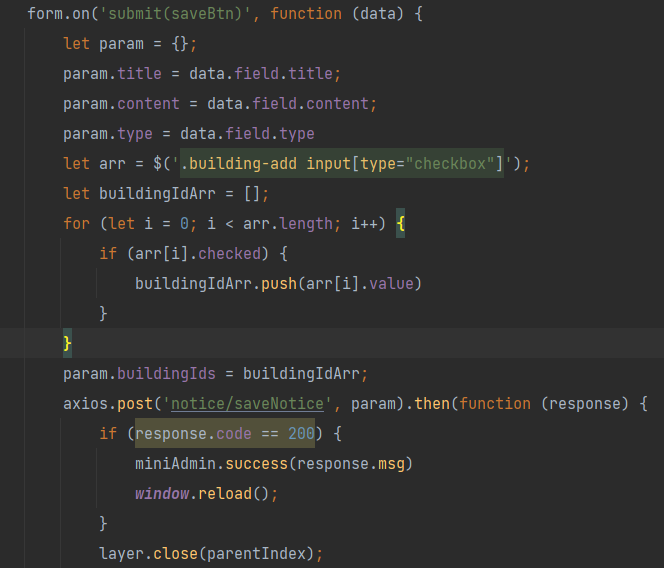 form.on('submit(saveBtn)', function (data) {
let param = {};
param.title = data.field.title;
param.content = data.field.content;
param.type = data.field.type
let arr = $('.building-add input[type="checkbox"]');
let buildingIdArr = [];
for (let i = 0; i < arr.length; i++) {
if (arr[i].checked) {
buildingIdArr.push(arr[i].value)
}
}
param.buildingIds = buildingIdArr;
axios.post('notice/saveNotice', param).then(function (response) {
if (response.code == 200) {
miniAdmin.success(response.msg)
window.reload();
}
layer.close(parentIndex);